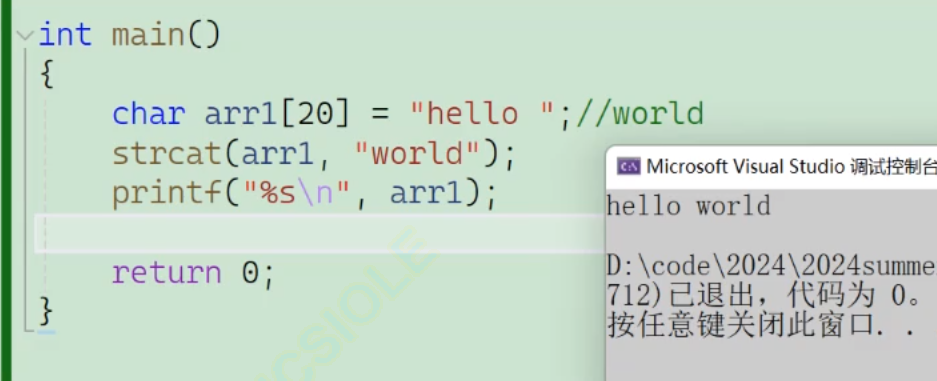 int main()
{
char arr1[20] = "hello ";//world
strcat(arr1, "world");
printf("%s\n", arr1);
return 0;
}
Microsoft Visual Studio 调试控制台
hello world
D:\code\2024\2024summe
712)已退出，代码为 0。
按任意键关闭此窗口. .
CSIOLE